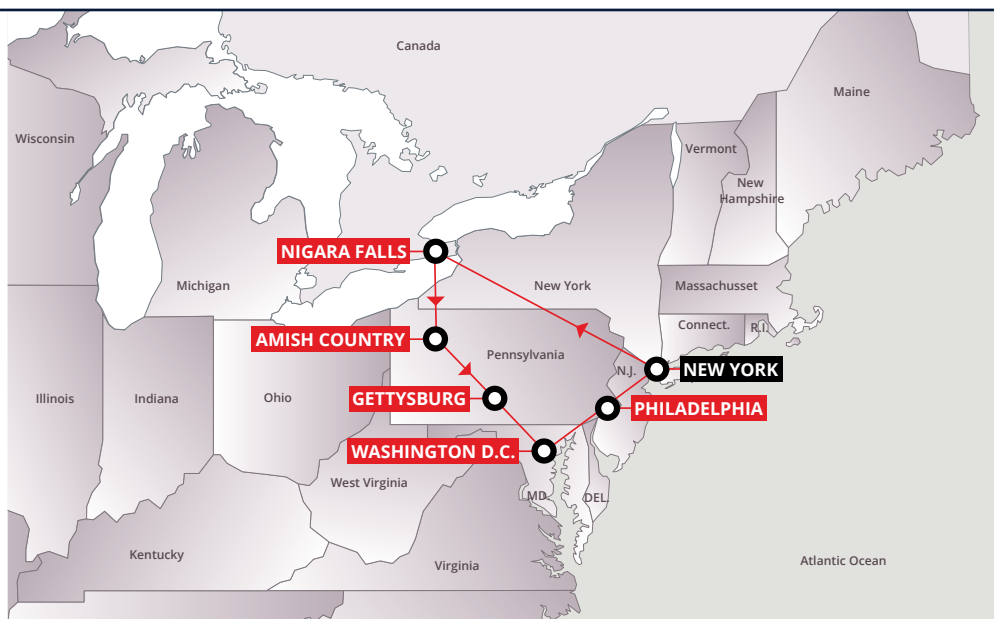 Canada
Maine
Wisconsin
Vermont
New
Hampshire
NIGARA FALLS
Michigan
New York
Massachusset
Connect.
R.I.
AMISH COUNTRY
Pennsylvania
N.J.
NEW YORK
Illinois
Indiana
Ohio
GETTYSBURG
PHILADELPHIA
WASHINGTON D.C.
West Virginia
MD.
DEL.
Kentucky
Virginia
Atlantic Ocean